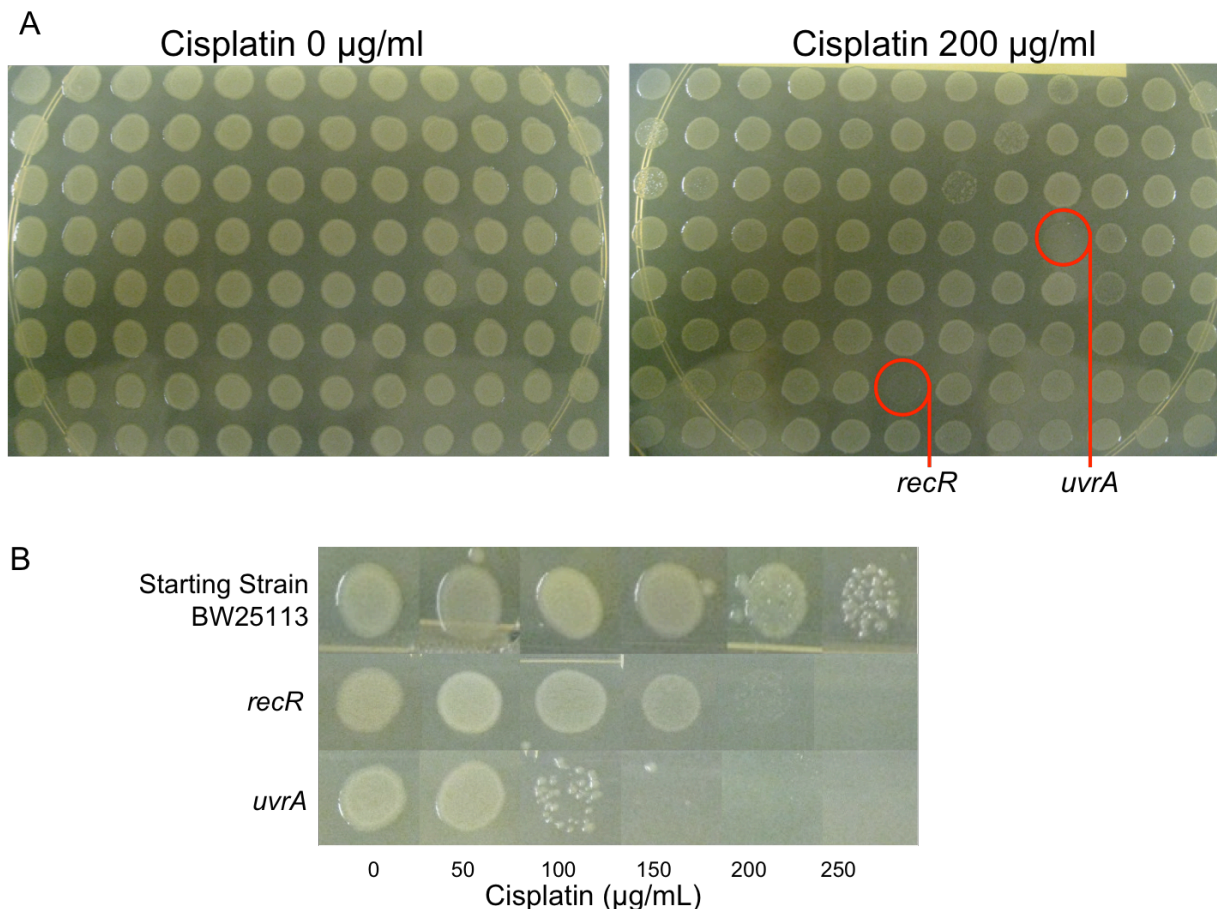 A
Cisplatin 0 µg/ml
Cisplatin 200 µg/ml
recR
uvrA
B
Starting Strain
BW25113
recR
uvrA
0 50 100 150 200 250
Cisplatin (µg/mL)